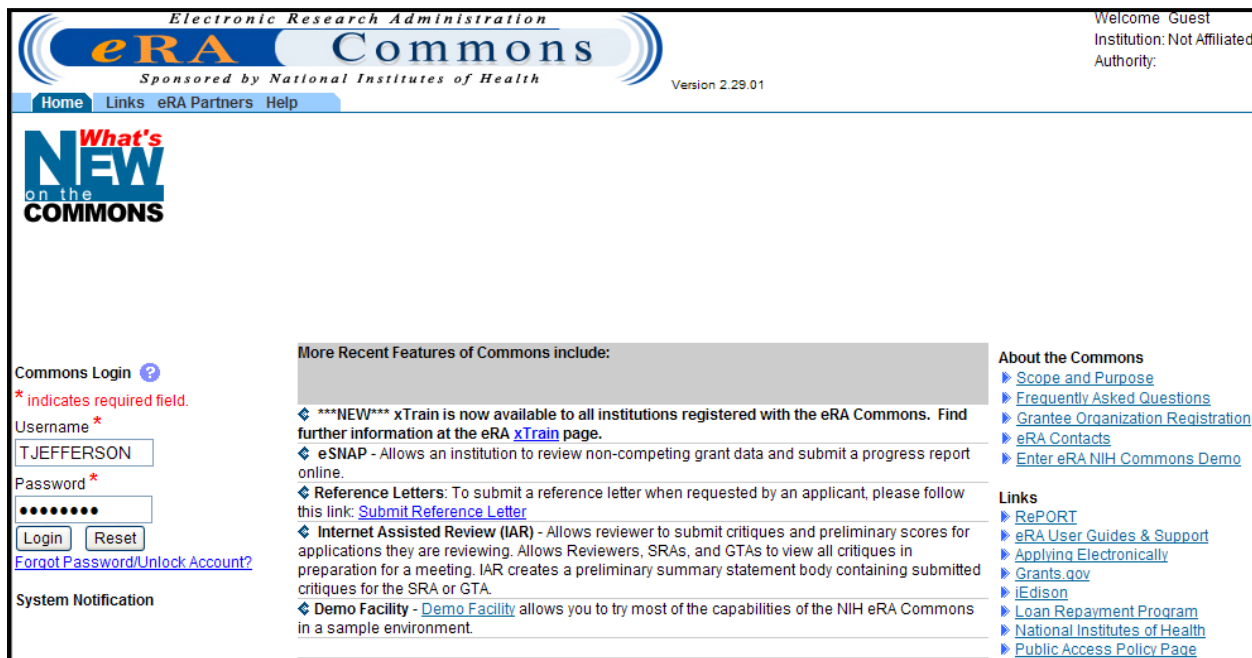 Electronic Research Administration
eRA Commons
Sponsored by National Institutes of Health
Version 2.29.01
Welcome Guest
Institution: Not Affiliated
Authority:
Home Links eRA Partners Help
What's
NEW
on the
COMMONS
Commons Login ?
* indicates required field.
Username *
TJEFFERSON
Password *
••••••••
Login Reset
Forgot Password/Unlock Account?
System Notification
More Recent Features of Commons include:
***NEW*** xTrain is now available to all institutions registered with the eRA Commons. Find
further information at the eRA xTrain page.
eSNAP - Allows an institution to review non-competing grant data and submit a progress report
online.
Reference Letters: To submit a reference letter when requested by an applicant, please follow
this link: Submit Reference Letter
Internet Assisted Review (IAR) - Allows reviewer to submit critiques and preliminary scores for
applications they are reviewing. Allows Reviewers, SRAs, and GTAs to view all critiques in
preparation for a meeting. IAR creates a preliminary summary statement body containing submitted
critiques for the SRA or GTA.
Demo Facility - Demo Facility allows you to try most of the capabilities of the NIH eRA Commons
in a sample environment.
About the Commons
Scope and Purpose
Frequently Asked Questions
Grantee Organization Registration
eRA Contacts
Enter eRA NIH Commons Demo
Links
RePORT
eRA User Guides & Support
Applying Electronically
Grants.gov
iEdison
Loan Repayment Program
National Institutes of Health
Public Access Policy Page